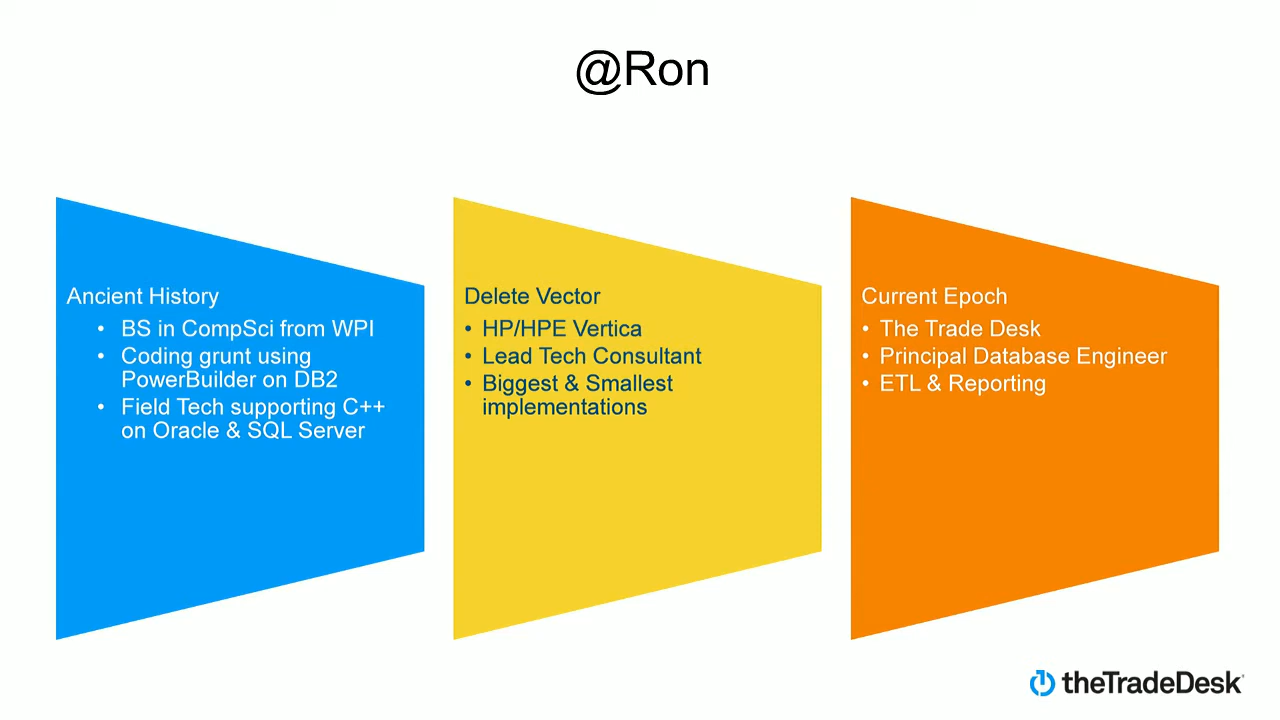 @Ron
Ancient History
• BS in CompSci from WPI
• Coding grunt using
PowerBuilder on DB2
• Field Tech supporting C++
on Oracle & SQL Server
Delete Vector
• HP/HPE Vertica
• Lead Tech Consultant
• Biggest & Smallest
implementations
Current Epoch
• The Trade Desk
• Principal Database Engineer
• ETL & Reporting
theTradeDesk